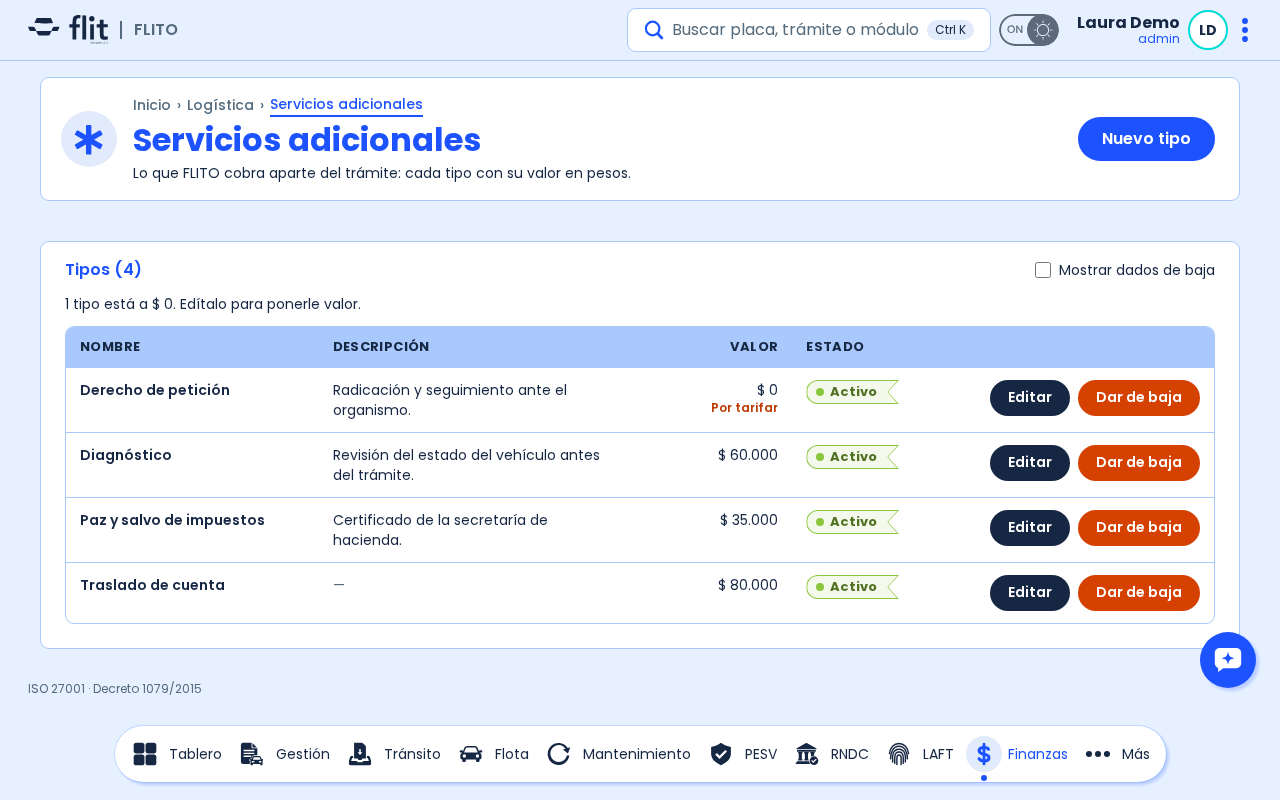 flit | FLITO
Buscar placa, trámite o módulo Ctrl K
ON
Laura Demo
admin
LD
Inicio › Logística › Servicios adicionales
Servicios adicionales
Lo que FLITO cobra aparte del trámite: cada tipo con su valor en pesos.
Nuevo tipo
Tipos (4)
Mostrar dados de baja
1 tipo está a $ 0. Edítalo para ponerle valor.
NOMBRE DESCRIPCIÓN VALOR ESTADO
Derecho de petición Radicación y seguimiento ante el organismo. $ 0 Por tarifar Activo Editar Dar de baja
Diagnóstico Revisión del estado del vehículo antes del trámite. $ 60.000 Activo Editar Dar de baja
Paz y salvo de impuestos Certificado de la secretaría de hacienda. $ 35.000 Activo Editar Dar de baja
Traslado de cuenta — $ 80.000 Activo Editar Dar de baja
ISO 27001 · Decreto 1079/2015
Tablero Gestión Tránsito Flota Mantenimiento PESV RNDC LAFT Finanzas Más